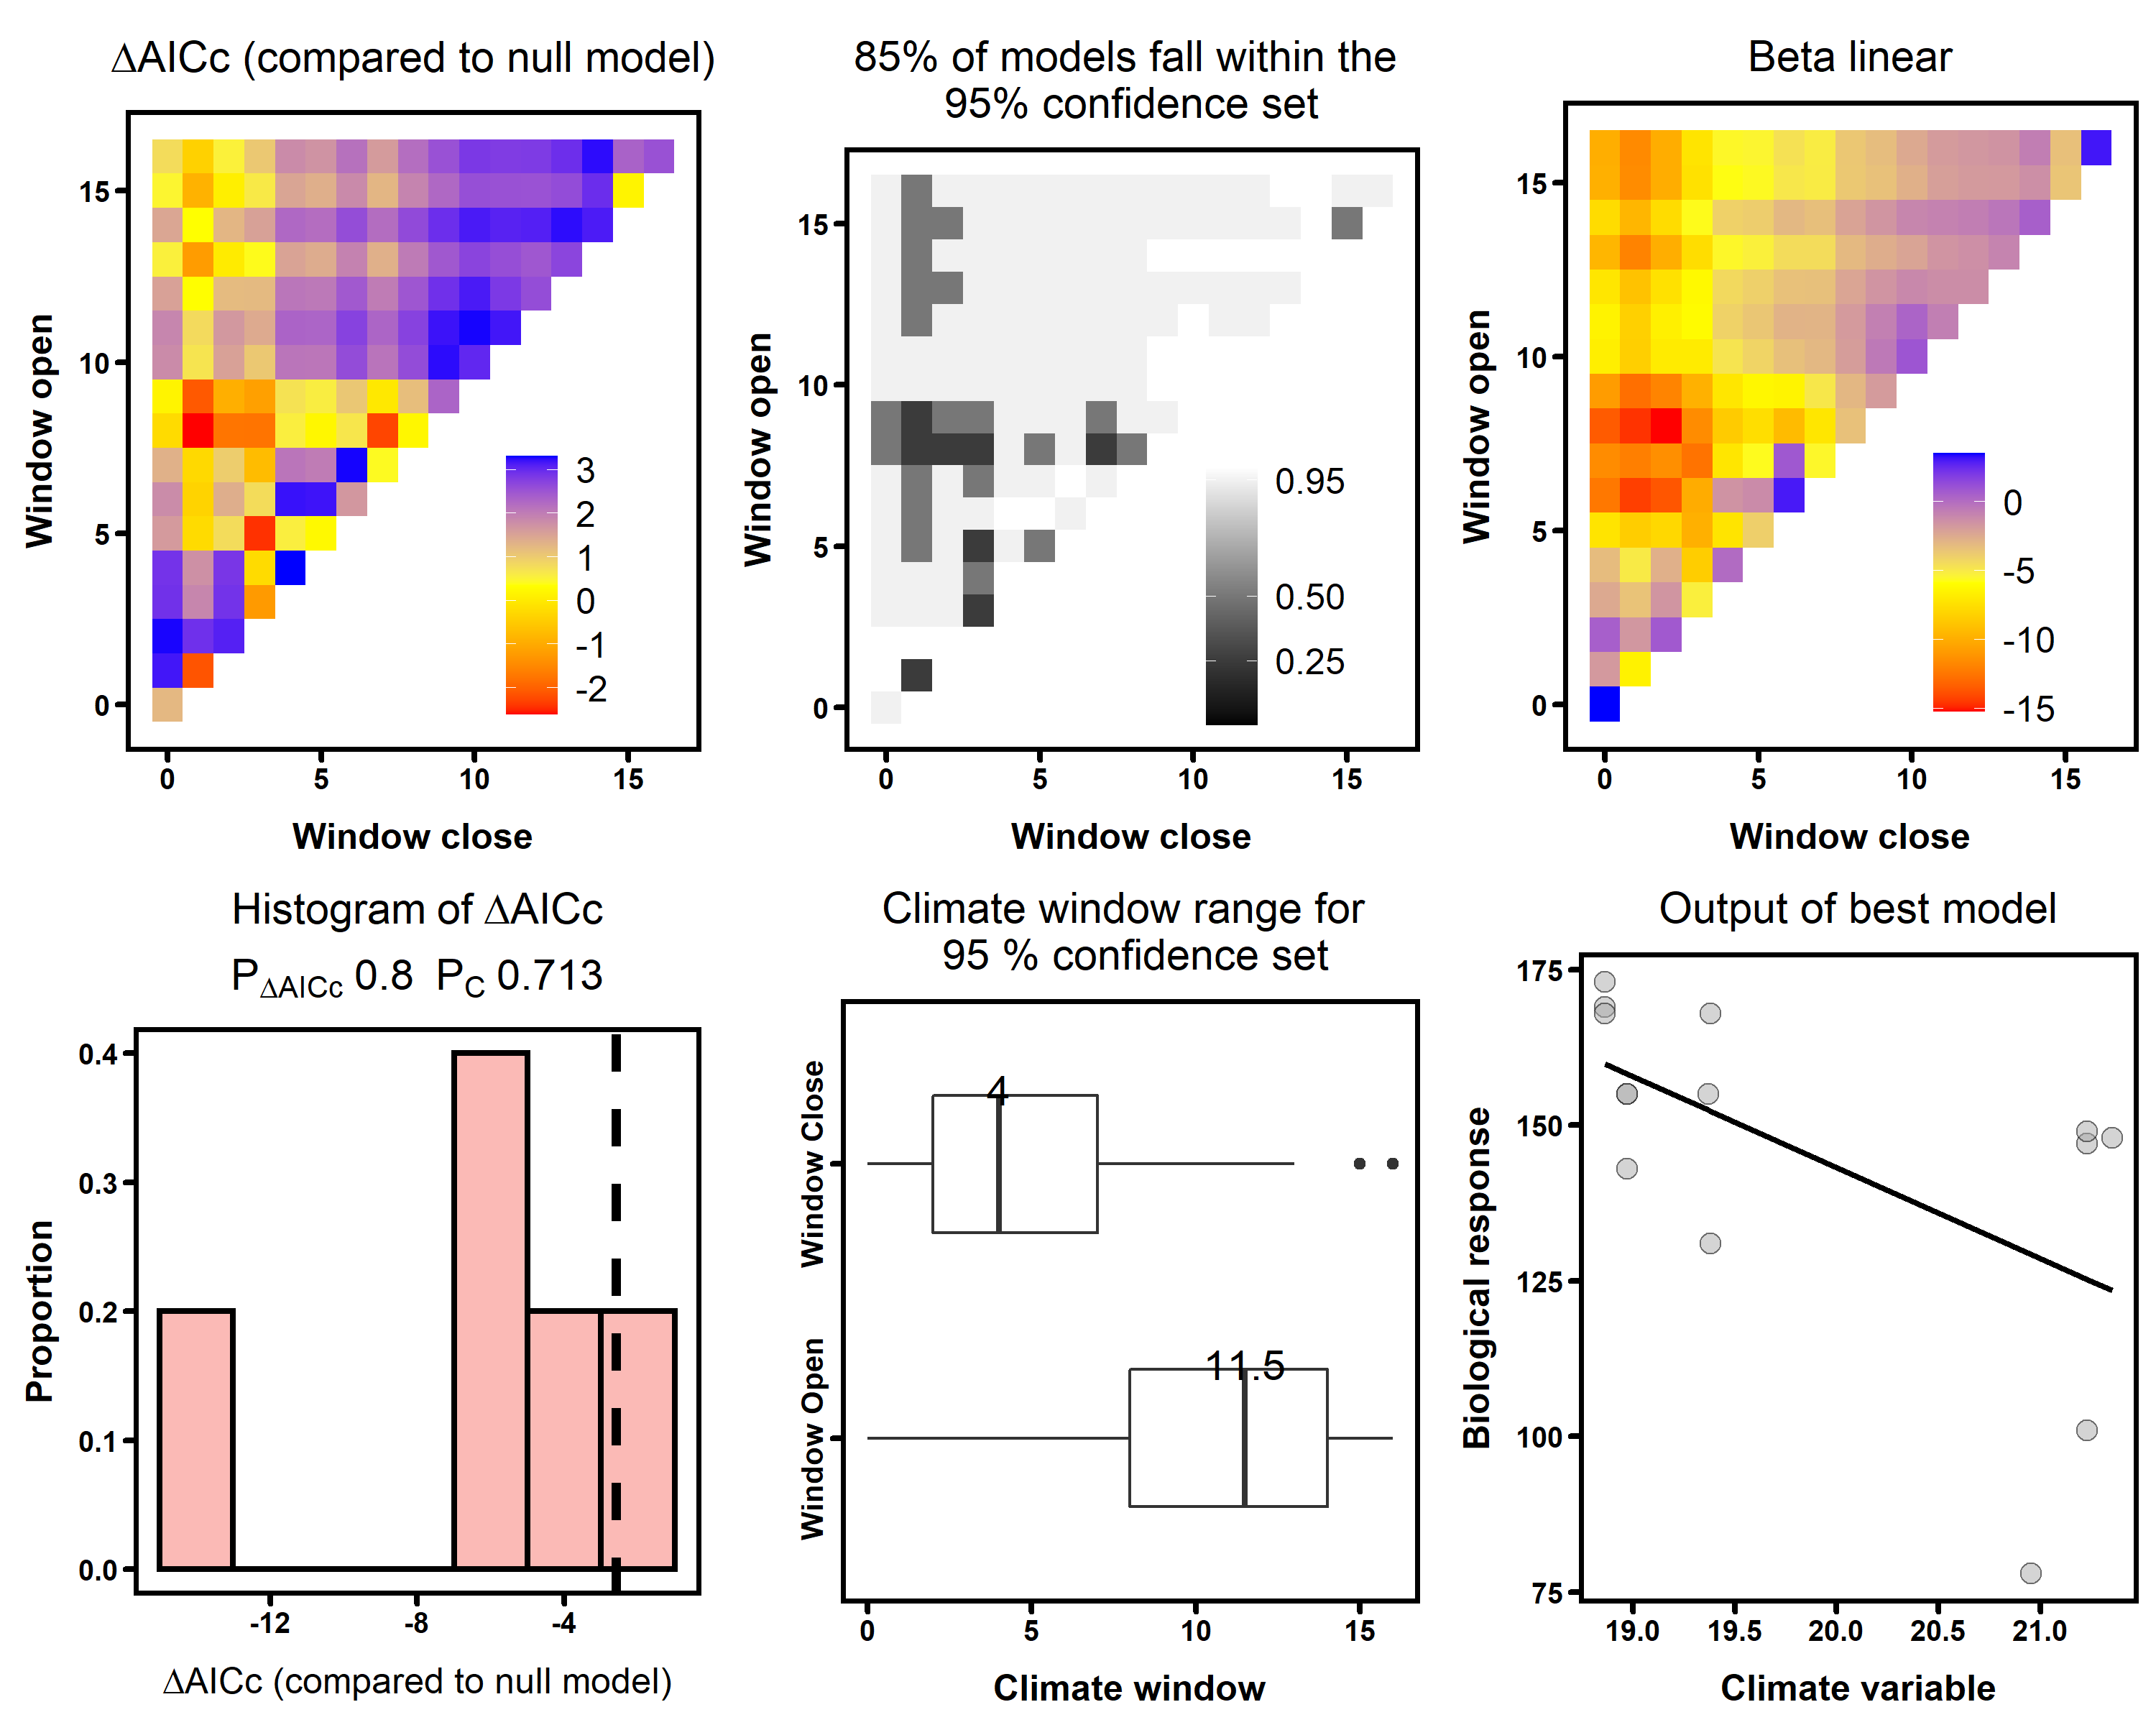 ΔAICc (compared to null model)
Window open
15
10
5
0
3
2
1
0
-1
-2
0 5 10 15
Window close
85% of models fall within the
95% confidence set
Window open
15
10
5
0
0.95
0.50
0.25
0 5 10 15
Window close
Beta linear
Window open
15
10
5
0
0
-5
-10
-15
0 5 10 15
Window close
Histogram of ΔAICc
PΔAICc 0.8 PC 0.713
Proportion
0.4
0.3
0.2
0.1
0.0
-12 -8 -4
ΔAICc (compared to null model)
Climate window range for
95 % confidence set
Window Close
4
Window Open
11.5
0 5 10 15
Climate window
Output of best model
Biological response
175
150
125
100
75
19.0 19.5 20.0 20.5 21.0
Climate variable